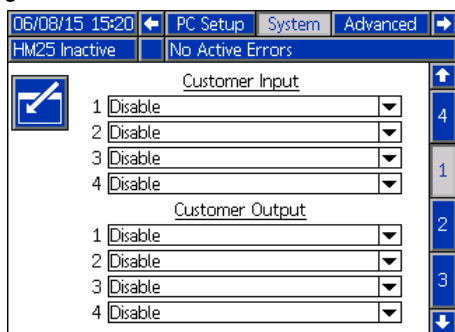 06/08/15 15:20 PC Setup System Advanced
HM25 Inactive No Active Errors
Customer Input
1 Disable
2 Disable
3 Disable
4 Disable
Customer Output
1 Disable
2 Disable
3 Disable
4 Disable
4
1
2
3